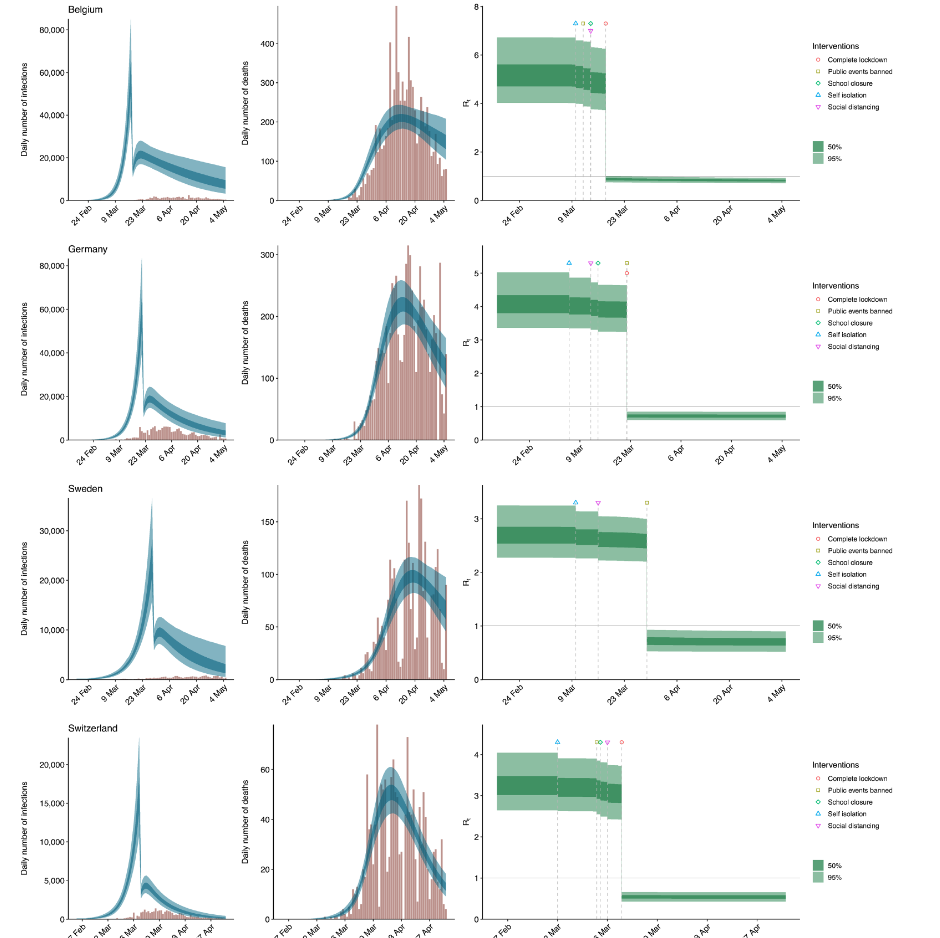 Belgium
Daily number of infections
80,000
60,000
40,000
20,000
0
24 Feb
9 Mar
23 Mar
6 Apr
20 Apr
4 May
Daily number of deaths
400
300
200
100
0
24 Feb
9 Mar
23 Mar
6 Apr
20 Apr
4 May
Rt
8
6
4
2
0
24 Feb
9 Mar
23 Mar
6 Apr
20 Apr
4 May
Interventions
Complete lockdown
Public events banned
School closure
Self isolation
Social distancing
50%
95%
Germany
Daily number of infections
80,000
60,000
40,000
20,000
0
24 Feb
9 Mar
23 Mar
6 Apr
20 Apr
4 May
Daily number of deaths
300
200
100
0
24 Feb
9 Mar
23 Mar
6 Apr
20 Apr
4 May
Rt
5
4
3
2
1
0
24 Feb
9 Mar
23 Mar
6 Apr
20 Apr
4 May
Interventions
Complete lockdown
Public events banned
School closure
Self isolation
Social distancing
50%
95%
Sweden
Daily number of infections
30,000
20,000
10,000
0
24 Feb
9 Mar
23 Mar
6 Apr
20 Apr
4 May
Daily number of deaths
150
100
50
0
24 Feb
9 Mar
23 Mar
6 Apr
20 Apr
4 May
Rt
3
2
1
0
24 Feb
9 Mar
23 Mar
6 Apr
20 Apr
4 May
Interventions
Complete lockdown
Public events banned
School closure
Self isolation
Social distancing
50%
95%
Switzerland
Daily number of infections
20,000
15,000
10,000
5,000
0
Daily number of deaths
60
40
20
0
Rt
4
3
2
1
0
Interventions
Complete lockdown
Public events banned
School closure
Self isolation
Social distancing
50%
95%